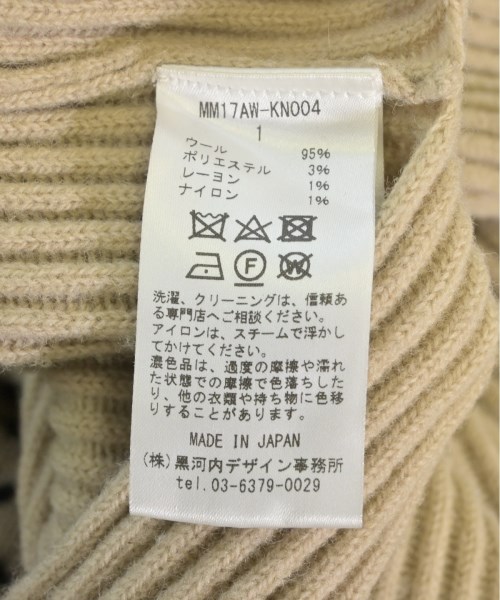 MM17AW-KN004
1
ウール 95%
ポリエステル 3%
レーヨン 1%
ナイロン 1%
F
W
洗濯、クリーニングは、信頼あ
る専門店へご相談ください。
アイロンは、スチームで浮かし
てかけてください。
濃色品は、過度の摩擦や濡れ
た状態での摩擦で色落ちした
り、他の衣類や持ち物に色移
りすることがあります。
MADE IN JAPAN
(株)黒河内デザイン事務所
tel.03-6379-0029